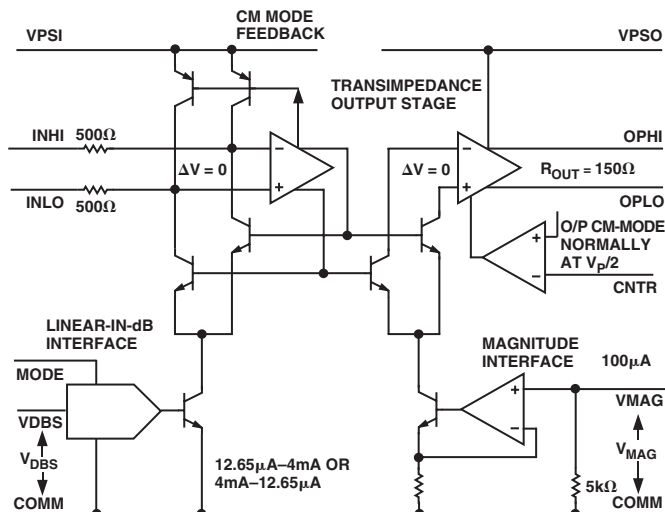 CM MODE
FEEDBACK
VPSI
VPSO
TRANSIMPEDANCE
OUTPUT STAGE
INHI
500Ω
OPHI
ΔV = 0
ΔV = 0
R_OUT = 150Ω
INLO
500Ω
OPLO
O/P CM-MODE
NORMALLY
AT V_P/2
CNTR
LINEAR-IN-dB
INTERFACE
MAGNITUDE
INTERFACE
100μA
MODE
VMAG
VDBS
V_DBS
V_MAG
12.65μA–4mA OR
4mA–12.65μA
5kΩ
COMM
COMM
−
+
−
+
+
−
+
−